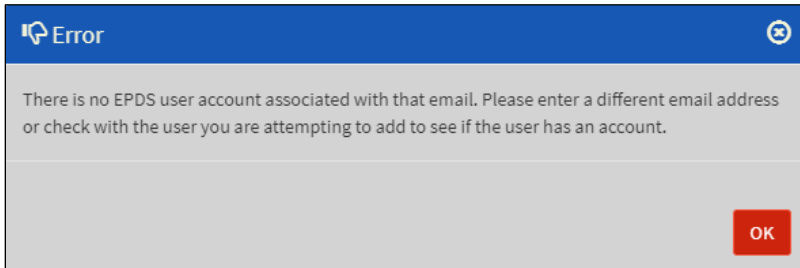 Error
There is no EPDS user account associated with that email. Please enter a different email address
or check with the user you are attempting to add to see if the user has an account.
OK